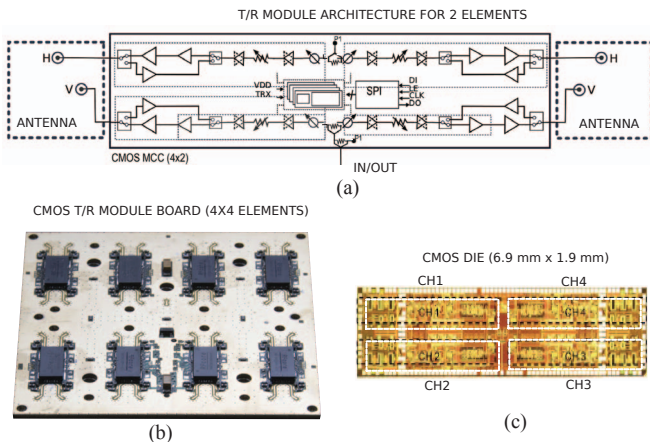 T/R MODULE ARCHITECTURE FOR 2 ELEMENTS
P1
H
H
V
V
VDD
TRX
SPI
DI
LE
CLK
DO
ANTENNA
ANTENNA
P1
CMOS MCC (4x2)
IN/OUT
(a)
CMOS T/R MODULE BOARD (4X4 ELEMENTS)
(b)
CMOS DIE (6.9 mm x 1.9 mm)
CH1 CH4
CH1 CH4
CH2 CH3
CH2 CH3
(c)